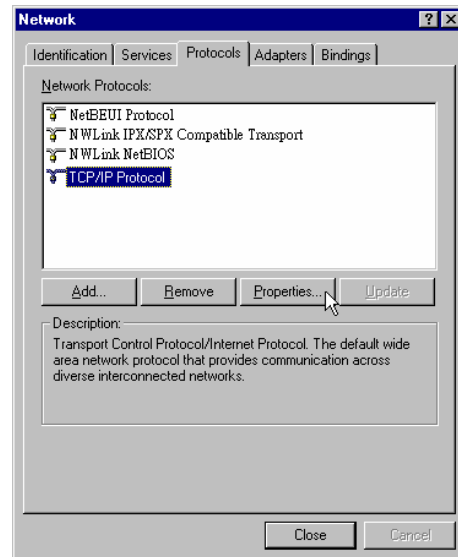 Network
Identification Services Protocols Adapters Bindings
Network Protocols:
NetBEUI Protocol
NWLink IPX/SPX Compatible Transport
NWLink NetBIOS
TCP/IP Protocol
Add... Remove Properties... Update
Description:
Transport Control Protocol/Internet Protocol. The default wide
area network protocol that provides communication across
diverse interconnected networks.
Close Cancel